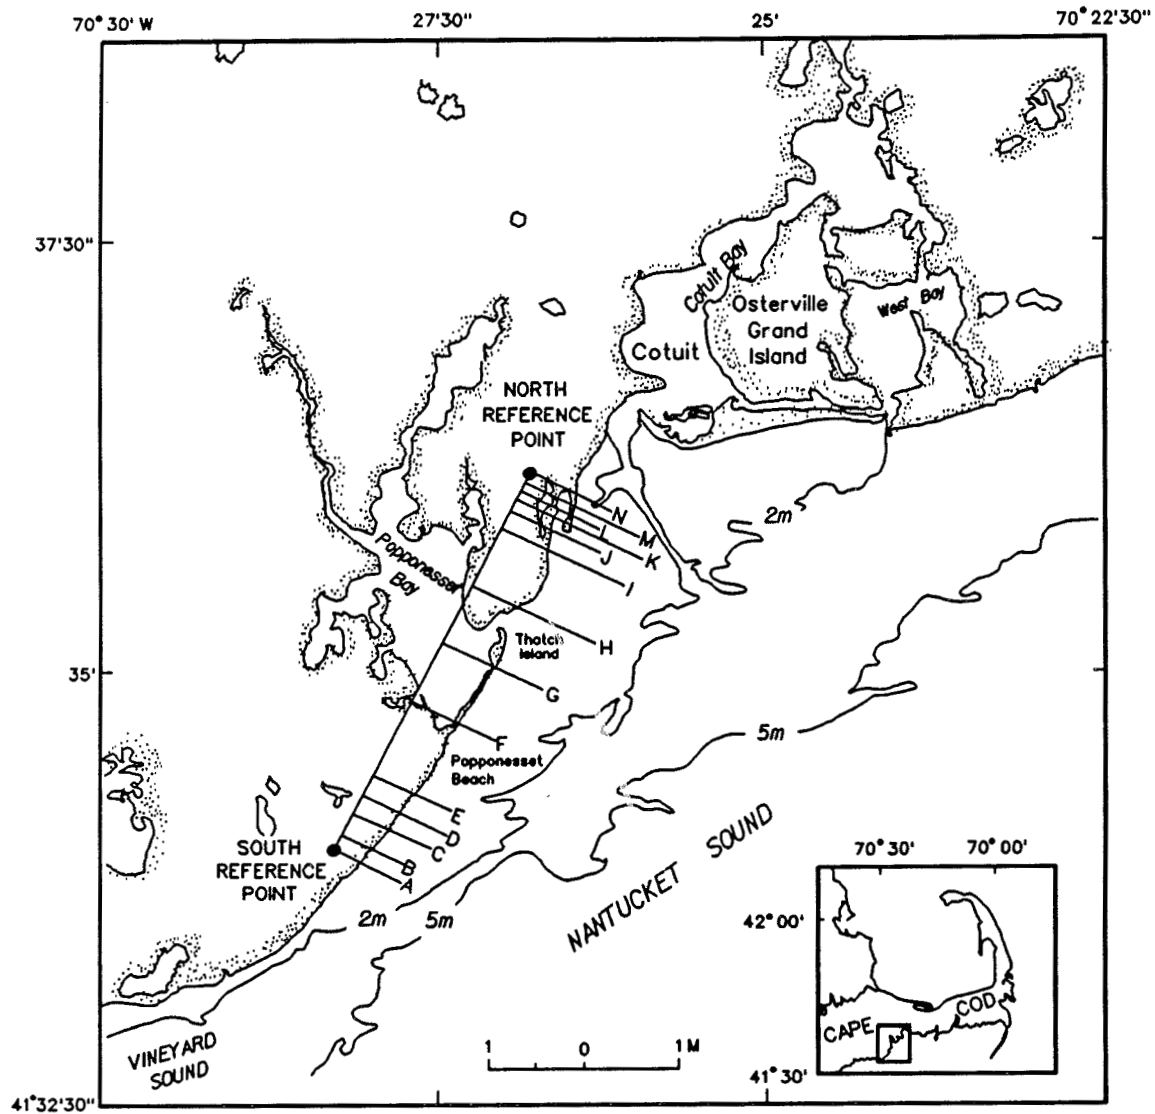 70° 30' W
27'30"
25'
70° 22'30"
37'30"
Cotuit Bay
West Bay
Osterville
Grand
Island
Cotuit
NORTH
REFERENCE
POINT
2m
N
M
L
K
J
I
Popponesset
Bay
H
Thatch
Island
35'
G
5m
F
Popponesset
Beach
E
D
C
B
A
SOUTH
REFERENCE
POINT
NANTUCKET SOUND
2m
5m
70° 30'
70° 00'
42° 00'
CAPE
COD
41° 30'
VINEYARD
SOUND
1
0
1 M
41° 32'30"